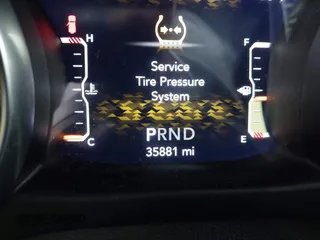 H
F
Service
Tire Pressure
System
PRND
C
E
35881 mi